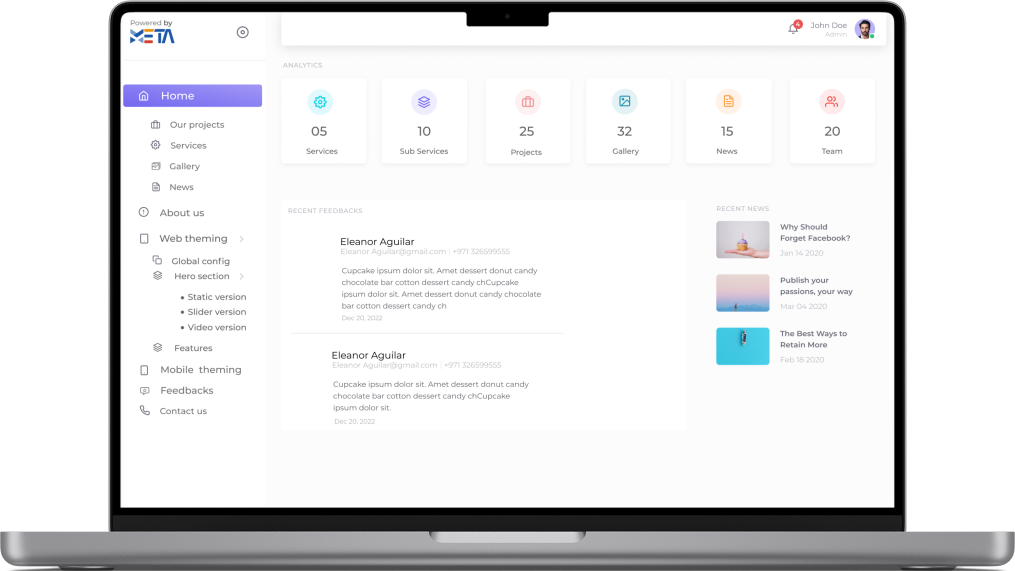 Powered by
META
Home
Our projects
Services
Gallery
News
About us
Web theming
Global config
Hero section
• Static version
• Slider version
• Video version
Features
Mobile theming
Feedbacks
Contact us
4
John Doe
Admin
ANALYTICS
05
Services
10
Sub Services
25
Projects
32
Gallery
15
News
20
Team
RECENT FEEDBACKS
Eleanor Aguilar
Eleanor Aguilar@gmail.com | +971 326599555
Cupcake ipsum dolor sit. Amet dessert donut candy
chocolate bar cotton dessert candy chCupcake
ipsum dolor sit. Amet dessert donut candy chocolate
bar cotton dessert candy ch
Dec 20, 2022
Eleanor Aguilar
Eleanor Aguilar@gmail.com | +971 326599555
Cupcake ipsum dolor sit. Amet dessert donut candy
chocolate bar cotton dessert candy chCupcake
ipsum dolor sit.
Dec 20, 2022
RECENT NEWS
Why Should
Forget Facebook?
Jan 14 2020
Publish your
passions, your way
Mar 04 2020
The Best Ways to
Retain More
Feb 18 2020